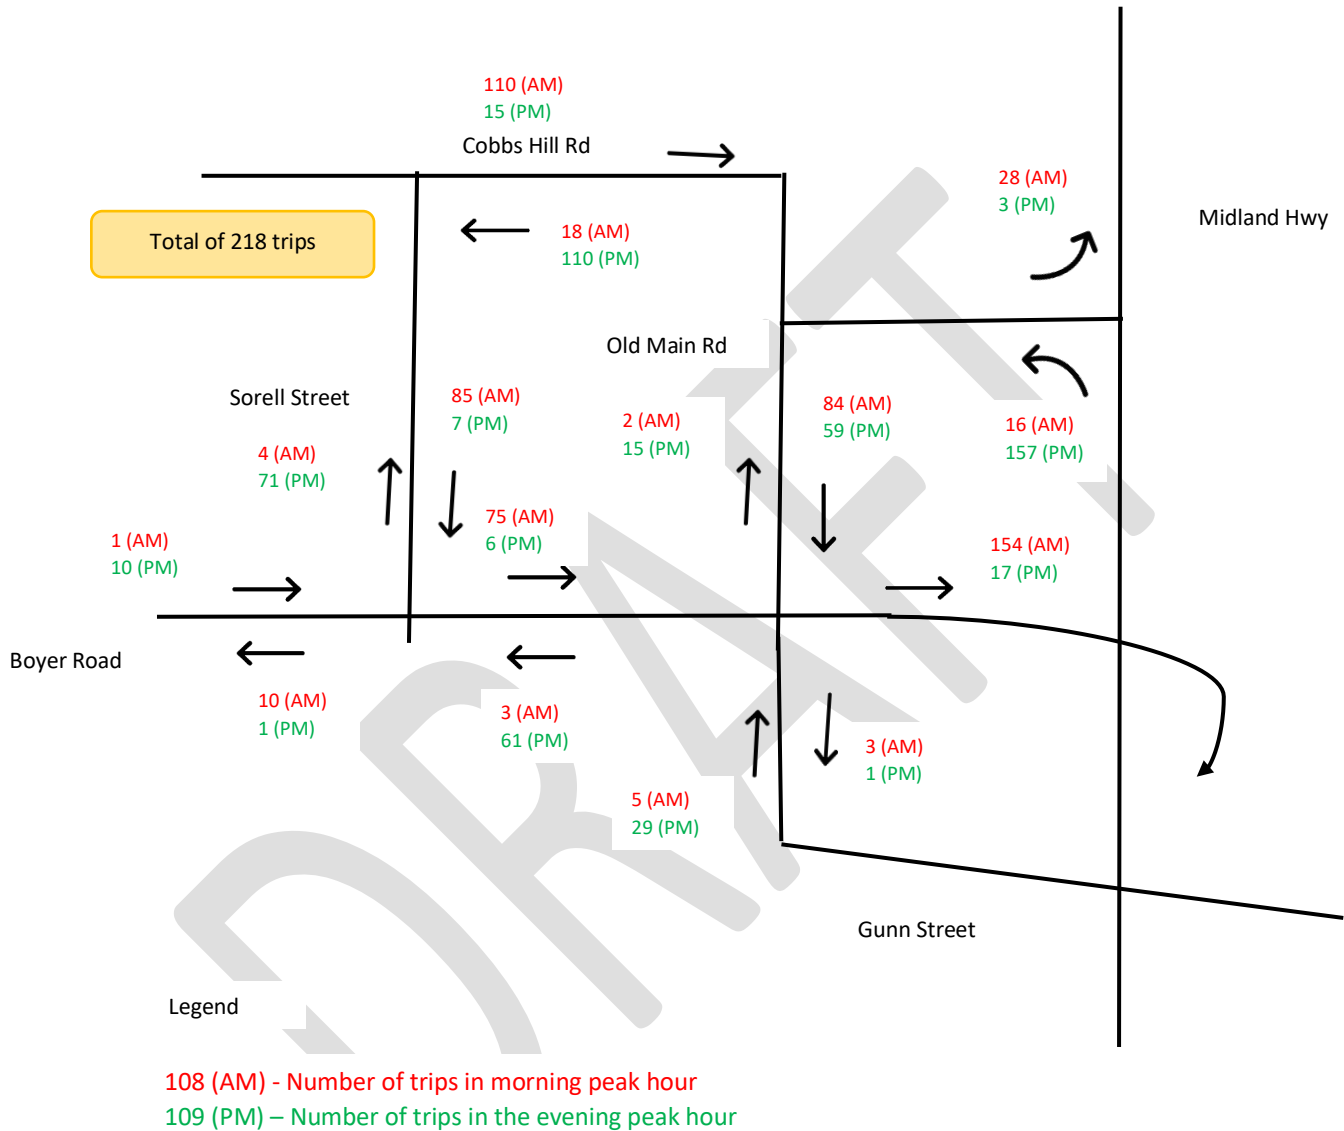 110 (AM)
15 (PM)
Cobbs Hill Rd
28 (AM)
3 (PM)
Midland Hwy
Total of 218 trips
18 (AM)
110 (PM)
Old Main Rd
Sorell Street
85 (AM)
7 (PM)
2 (AM)
15 (PM)
84 (AM)
59 (PM)
16 (AM)
157 (PM)
4 (AM)
71 (PM)
75 (AM)
6 (PM)
1 (AM)
10 (PM)
154 (AM)
17 (PM)
Boyer Road
10 (AM)
1 (PM)
3 (AM)
61 (PM)
3 (AM)
1 (PM)
5 (AM)
29 (PM)
Gunn Street
DRAFT
Legend
108 (AM) - Number of trips in morning peak hour
109 (PM) – Number of trips in the evening peak hour